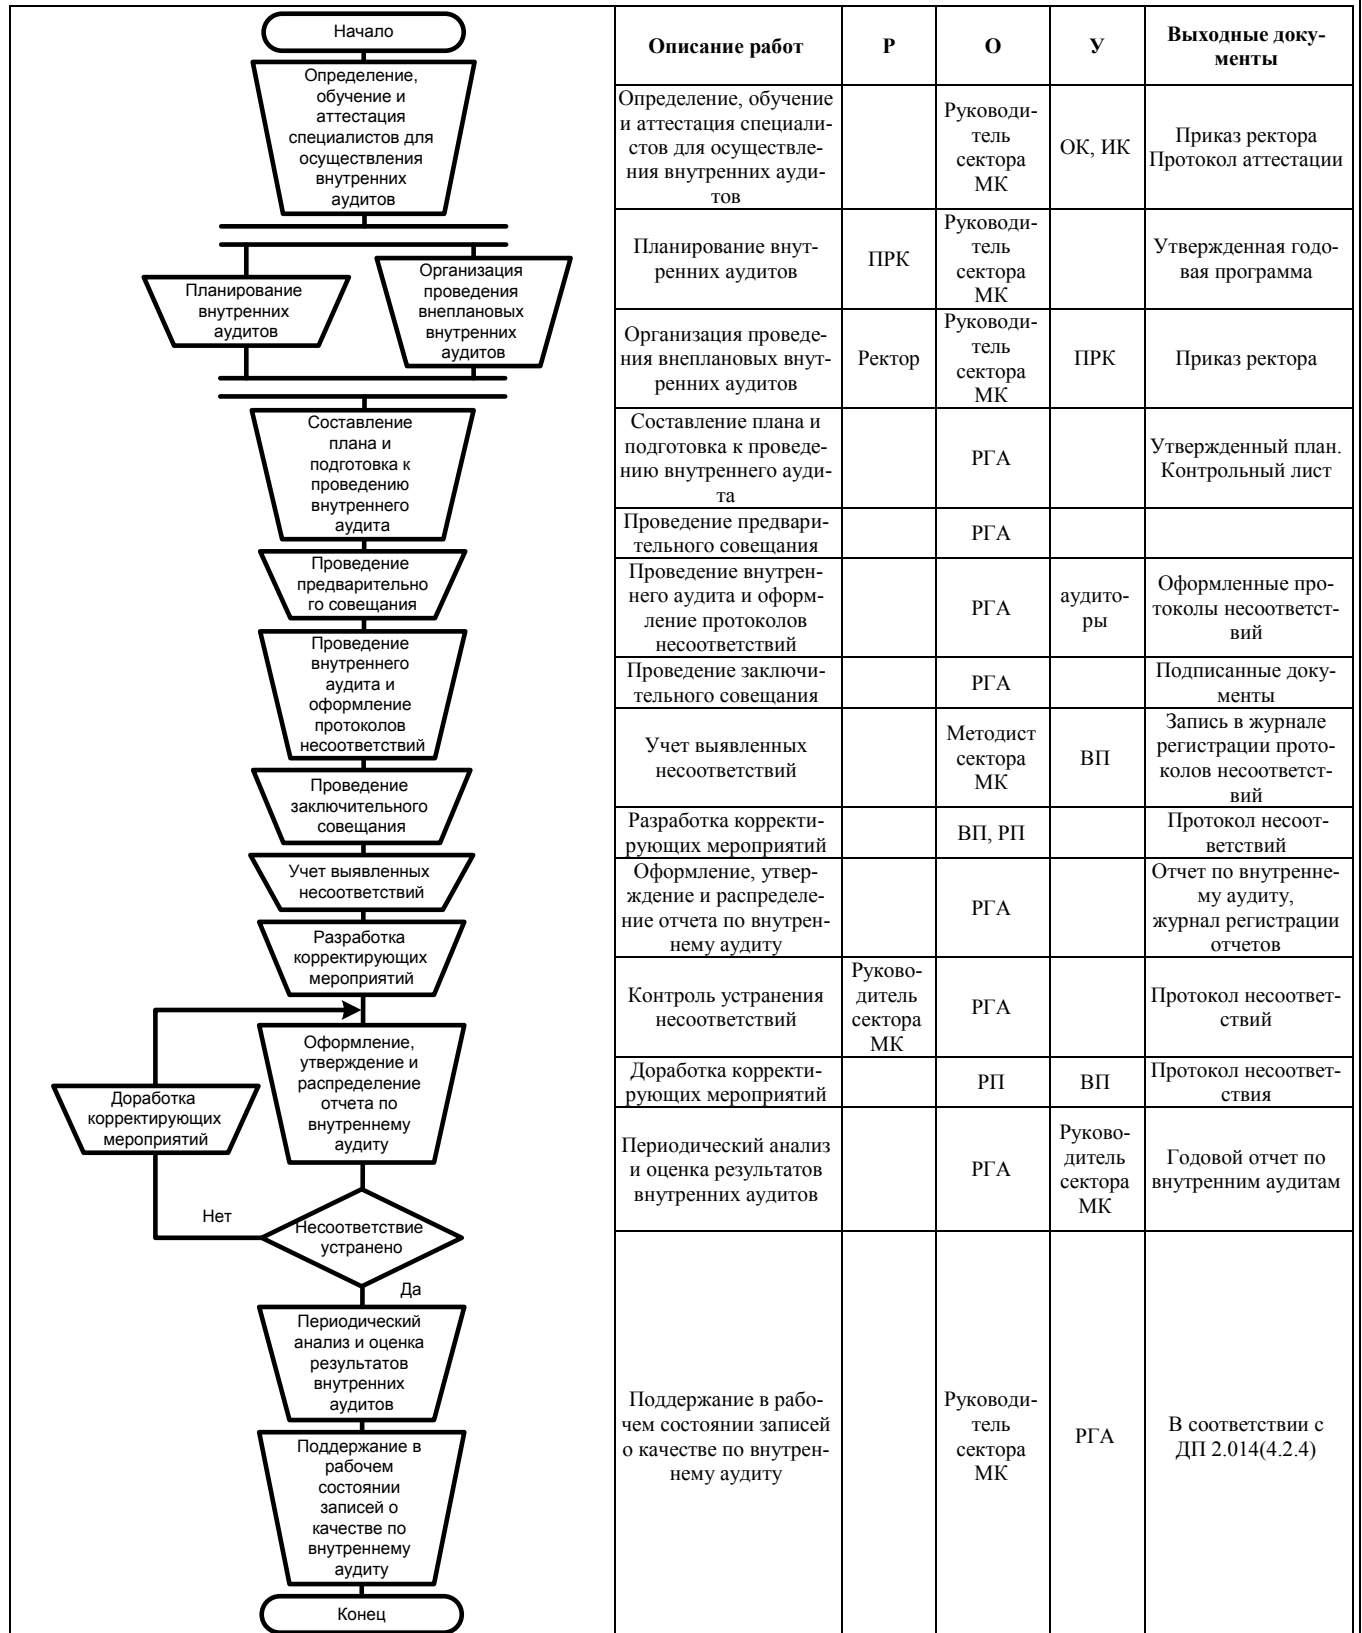 Начало
Определение,
обучение и
аттестация
специалистов для
осуществления
внутренних
аудитов
Планирование
внутренних
аудитов
Организация
проведения
внеплановых
внутренних
аудитов
Составление
плана и
подготовка к
проведению
внутреннего
аудита
Проведение
предварительно
го совещания
Проведение
внутреннего
аудита и
оформление
протоколов
несоответствий
Проведение
заключительного
совещания
Учет выявленных
несоответствий
Разработка
корректирующих
мероприятий
Оформление,
утверждение и
распределение
отчета по
внутреннему
аудиту
Доработка
корректирующих
мероприятий
Нет
Несоответствие
устранено
Да
Периодический
анализ и оценка
результатов
внутренних
аудитов
Поддержание в
рабочем
состоянии
записей о
качестве по
внутреннему
аудиту
Конец
Описание работ
Р
О
У
Выходные доку-
менты
Определение, обучение
и аттестация специали-
стов для осуществле-
ния внутренних ауди-
тов
Руководи-
тель
сектора
МК
ОК, ИК
Приказ ректора
Протокол аттестации
Планирование внут-
ренних аудитов
ПРК
Руководи-
тель
сектора
МК
Утвержденная годо-
вая программа
Организация проведе-
ния внеплановых внут-
ренних аудитов
Ректор
Руководи-
тель
сектора
МК
ПРК
Приказ ректора
Составление плана и
подготовка к проведе-
нию внутреннего ауди-
та
РГА
Утвержденный план.
Контрольный лист
Проведение предвари-
тельного совещания
РГА
Проведение внутрен-
него аудита и оформ-
ление протоколов
несоответствий
РГА
аудито-
ры
Оформленные про-
токолы несоответст-
вий
Проведение заключи-
тельного совещания
РГА
Подписанные доку-
менты
Учет выявленных
несоответствий
Методист
сектора
МК
ВП
Запись в журнале
регистрации прото-
колов несоответст-
вий
Разработка корректи-
рующих мероприятий
ВП, РП
Протокол несоот-
ветствий
Оформление, утвер-
ждение и распределе-
ние отчета по внутрен-
нему аудиту
РГА
Отчет по внутренне-
му аудиту,
журнал регистрации
отчетов
Контроль устранения
несоответствий
Руково-
дитель
сектора
МК
РГА
Протокол несоответ-
ствий
Доработка корректи-
рующих мероприятий
РП
ВП
Протокол несоответ-
ствия
Периодический анализ
и оценка результатов
внутренних аудитов
РГА
Руково-
дитель
сектора
МК
Годовой отчет по
внутренним аудитам
Поддержание в рабо-
чем состоянии записей
о качестве по внутрен-
нему аудиту
Руководи-
тель
сектора
МК
РГА
В соответствии с
ДП 2.014(4.2.4)